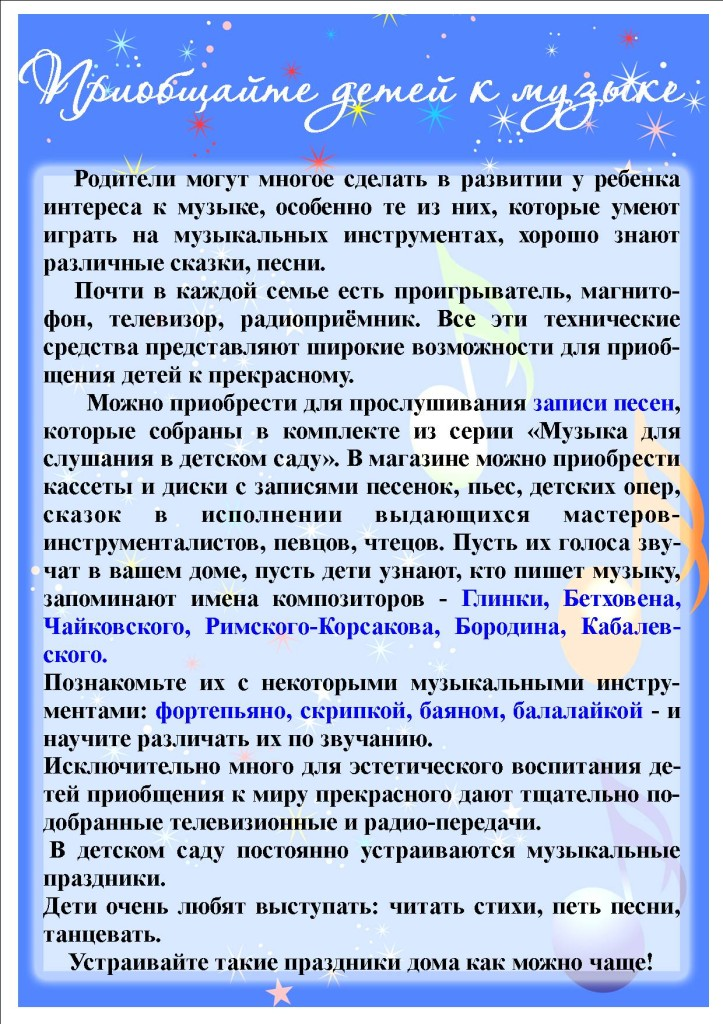 Приобщайте детей к музыке
Родители могут многое сделать в развитии у ребенка
интереса к музыке, особенно те из них, которые умеют
играть на музыкальных инструментах, хорошо знают
различные сказки, песни.
Почти в каждой семье есть проигрыватель, магнито-
фон, телевизор, радиоприёмник. Все эти технические
средства представляют широкие возможности для приоб-
щения детей к прекрасному.
Можно приобрести для прослушивания записи песен,
которые собраны в комплекте из серии «Музыка для
слушания в детском саду». В магазине можно приобрести
кассеты и диски с записями песенок, пьес, детских опер,
сказок в исполнении выдающихся мастеров-
инструменталистов, певцов, чтецов. Пусть их голоса зву-
чат в вашем доме, пусть дети узнают, кто пишет музыку,
запоминают имена композиторов - Глинки, Бетховена,
Чайковского, Римского-Корсакова, Бородина, Кабалев-
ского.
Познакомьте их с некоторыми музыкальными инстру-
ментами: фортепьяно, скрипкой, баяном, балалайкой - и
научите различать их по звучанию.
Исключительно много для эстетического воспитания де-
тей приобщения к миру прекрасного дают тщательно по-
добранные телевизионные и радио-передачи.
В детском саду постоянно устраиваются музыкальные
праздники.
Дети очень любят выступать: читать стихи, петь песни,
танцевать.
Устраивайте такие праздники дома как можно чаще!